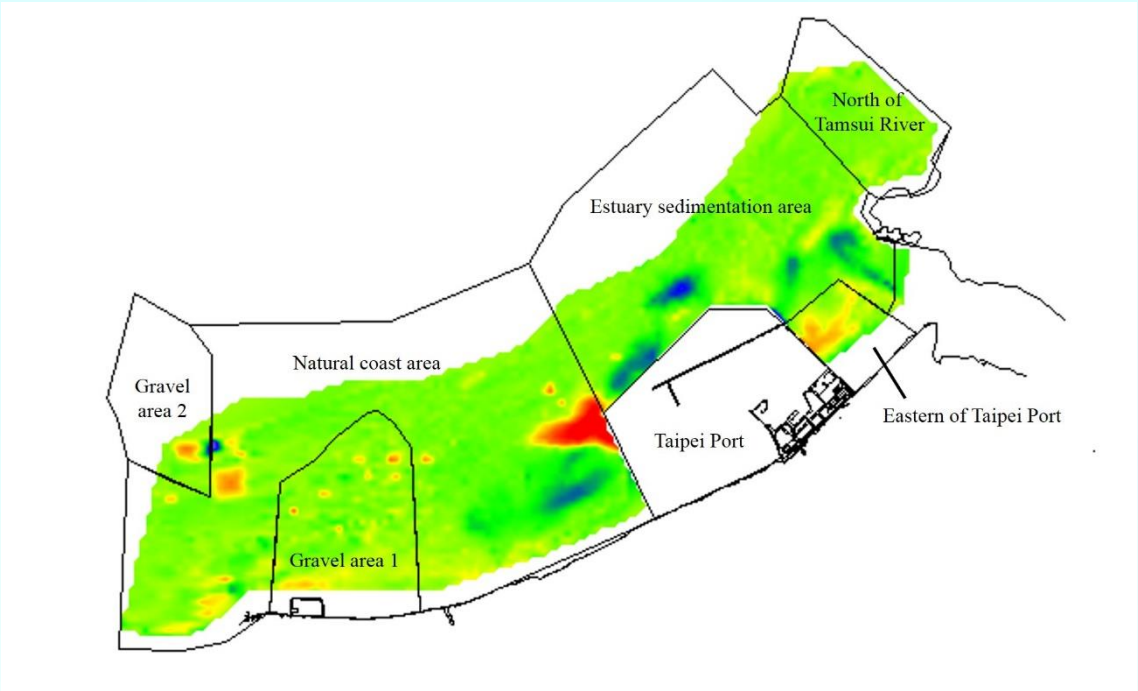 North of
Tamsui River
Estuary sedimentation area
Natural coast area
Gravel
area 2
Eastern of Taipei Port
Taipei Port
Gravel area 1